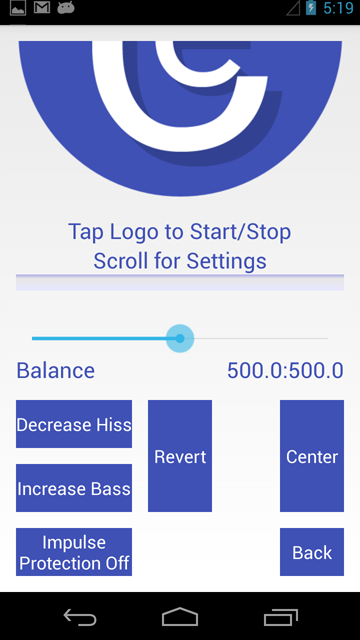 5:19
Tap Logo to Start/Stop
Scroll for Settings
Balance 500.0:500.0
Decrease Hiss
Revert
Center
Increase Bass
Impulse
Protection Off
Back